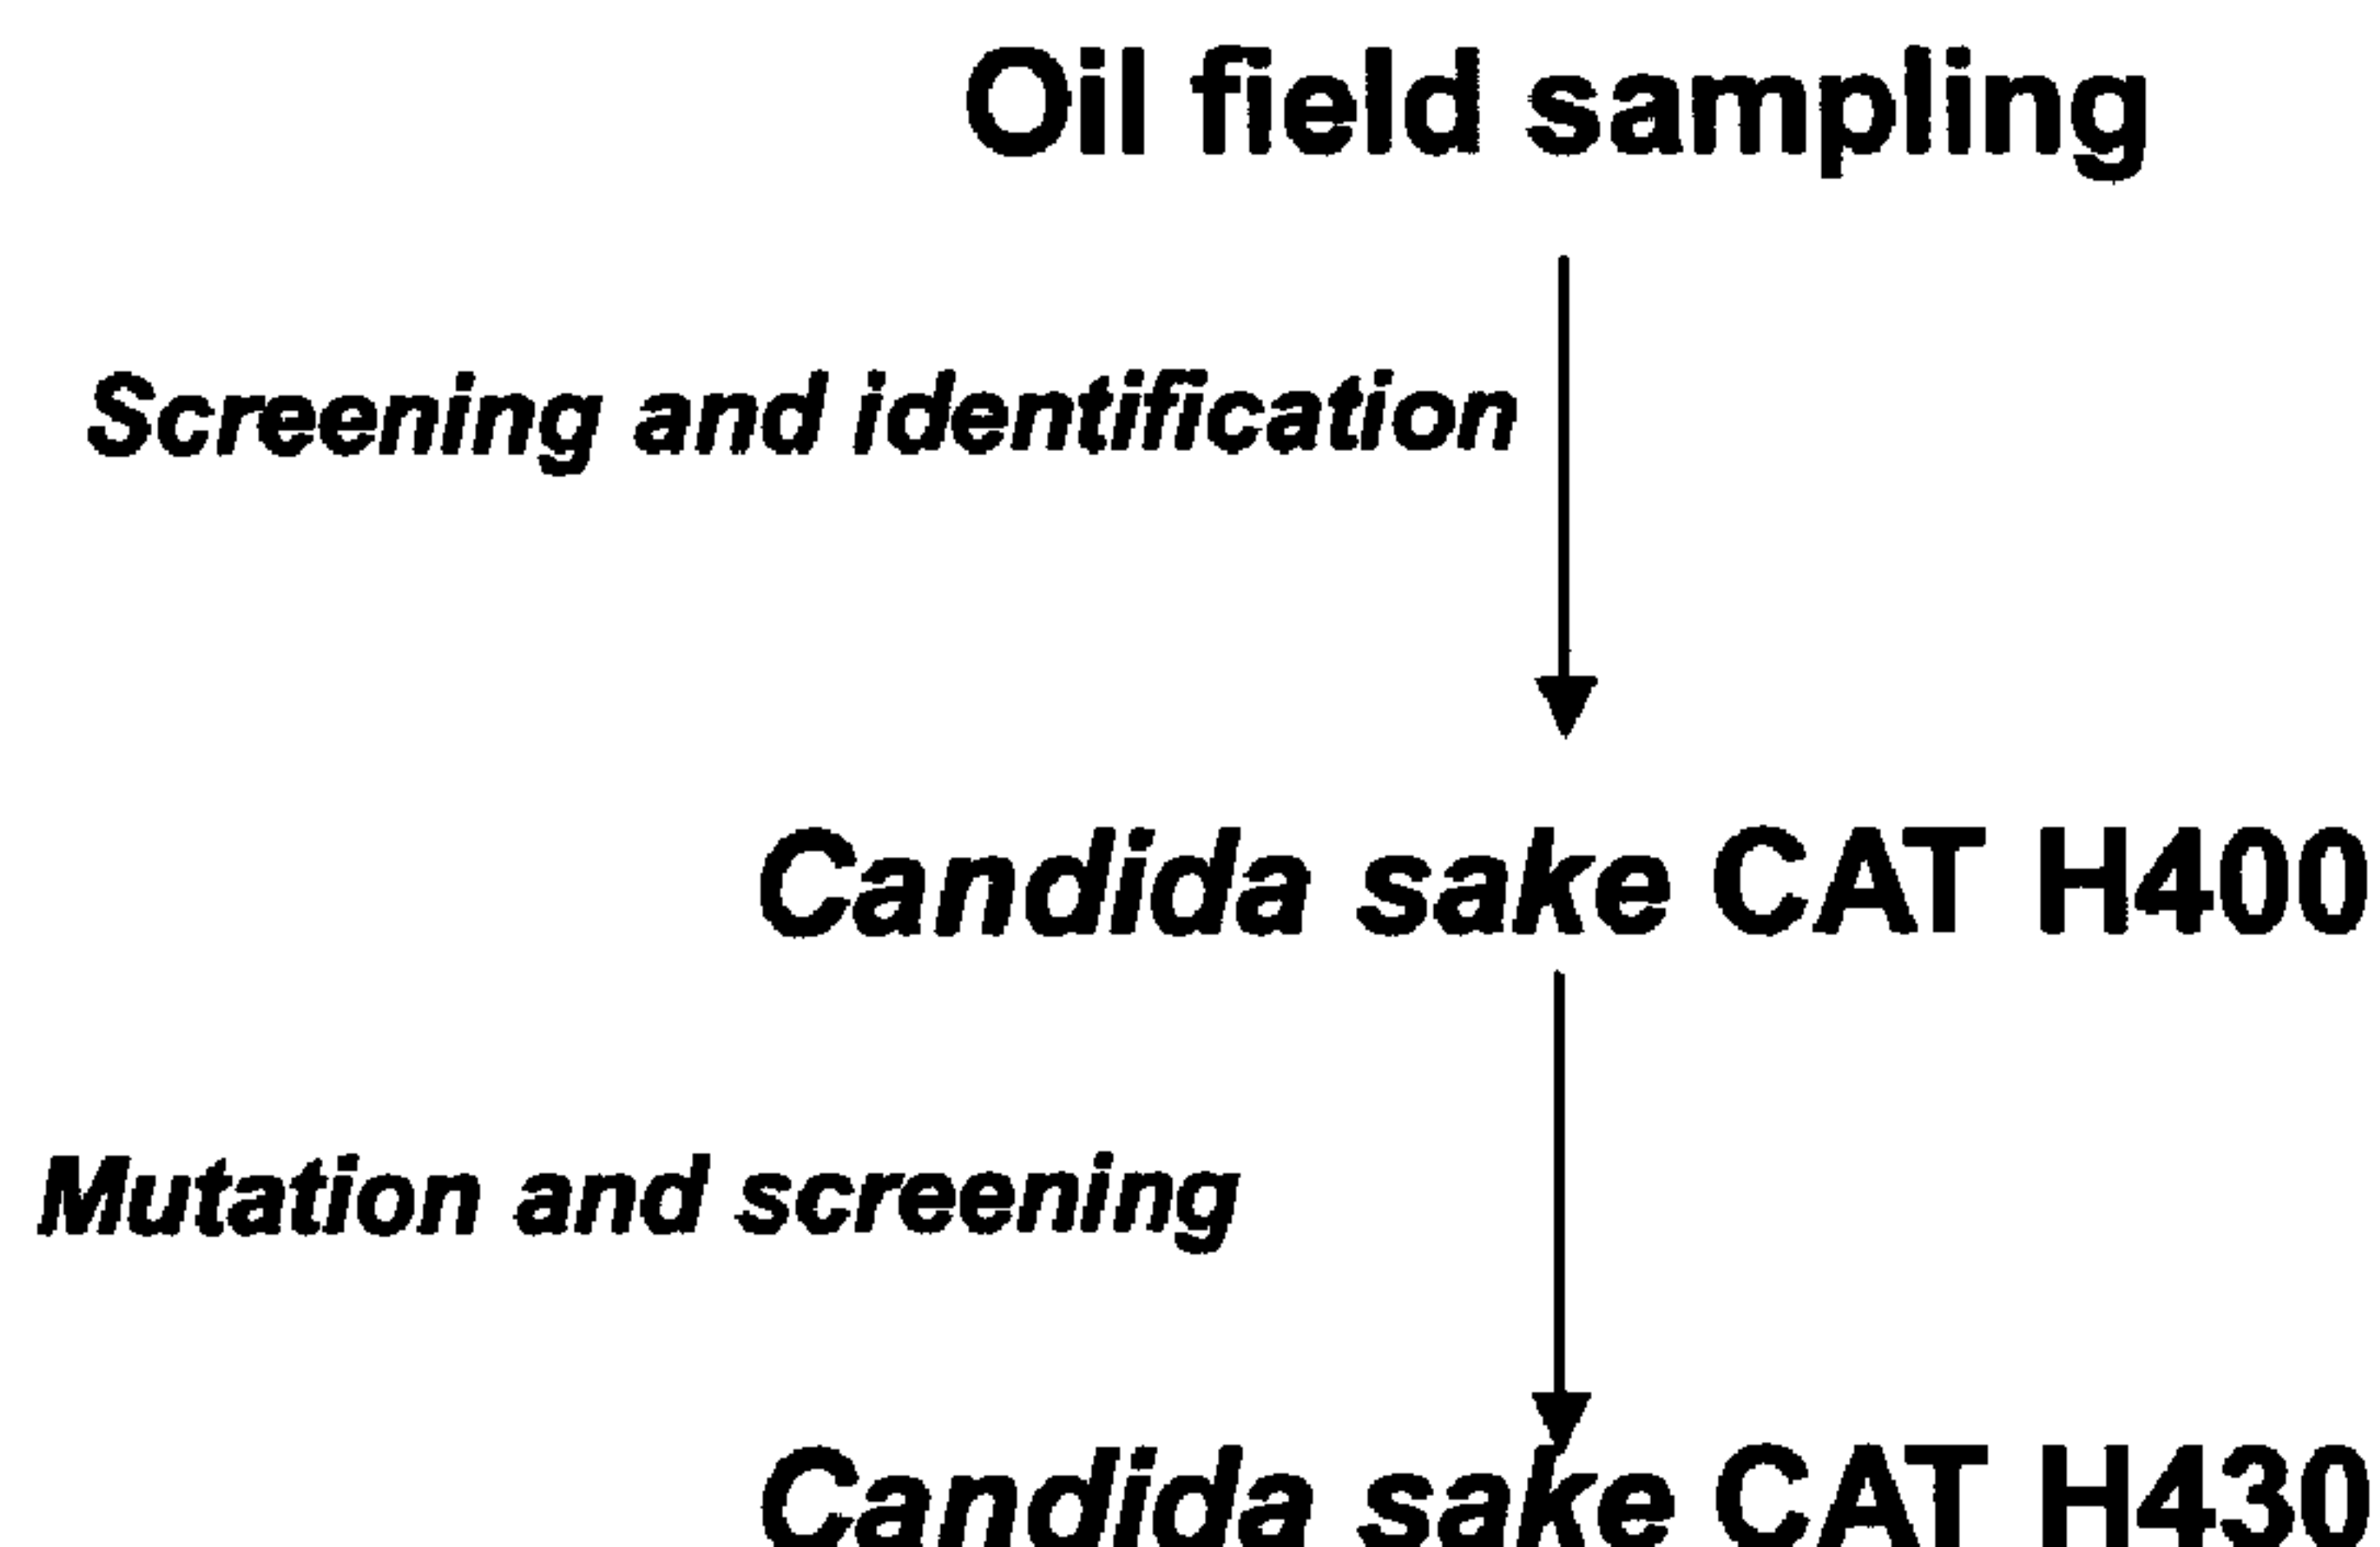 Oil field sampling
Screening and identification
Candida sake CAT H400
Mutation and screening
Candida sake CAT H430